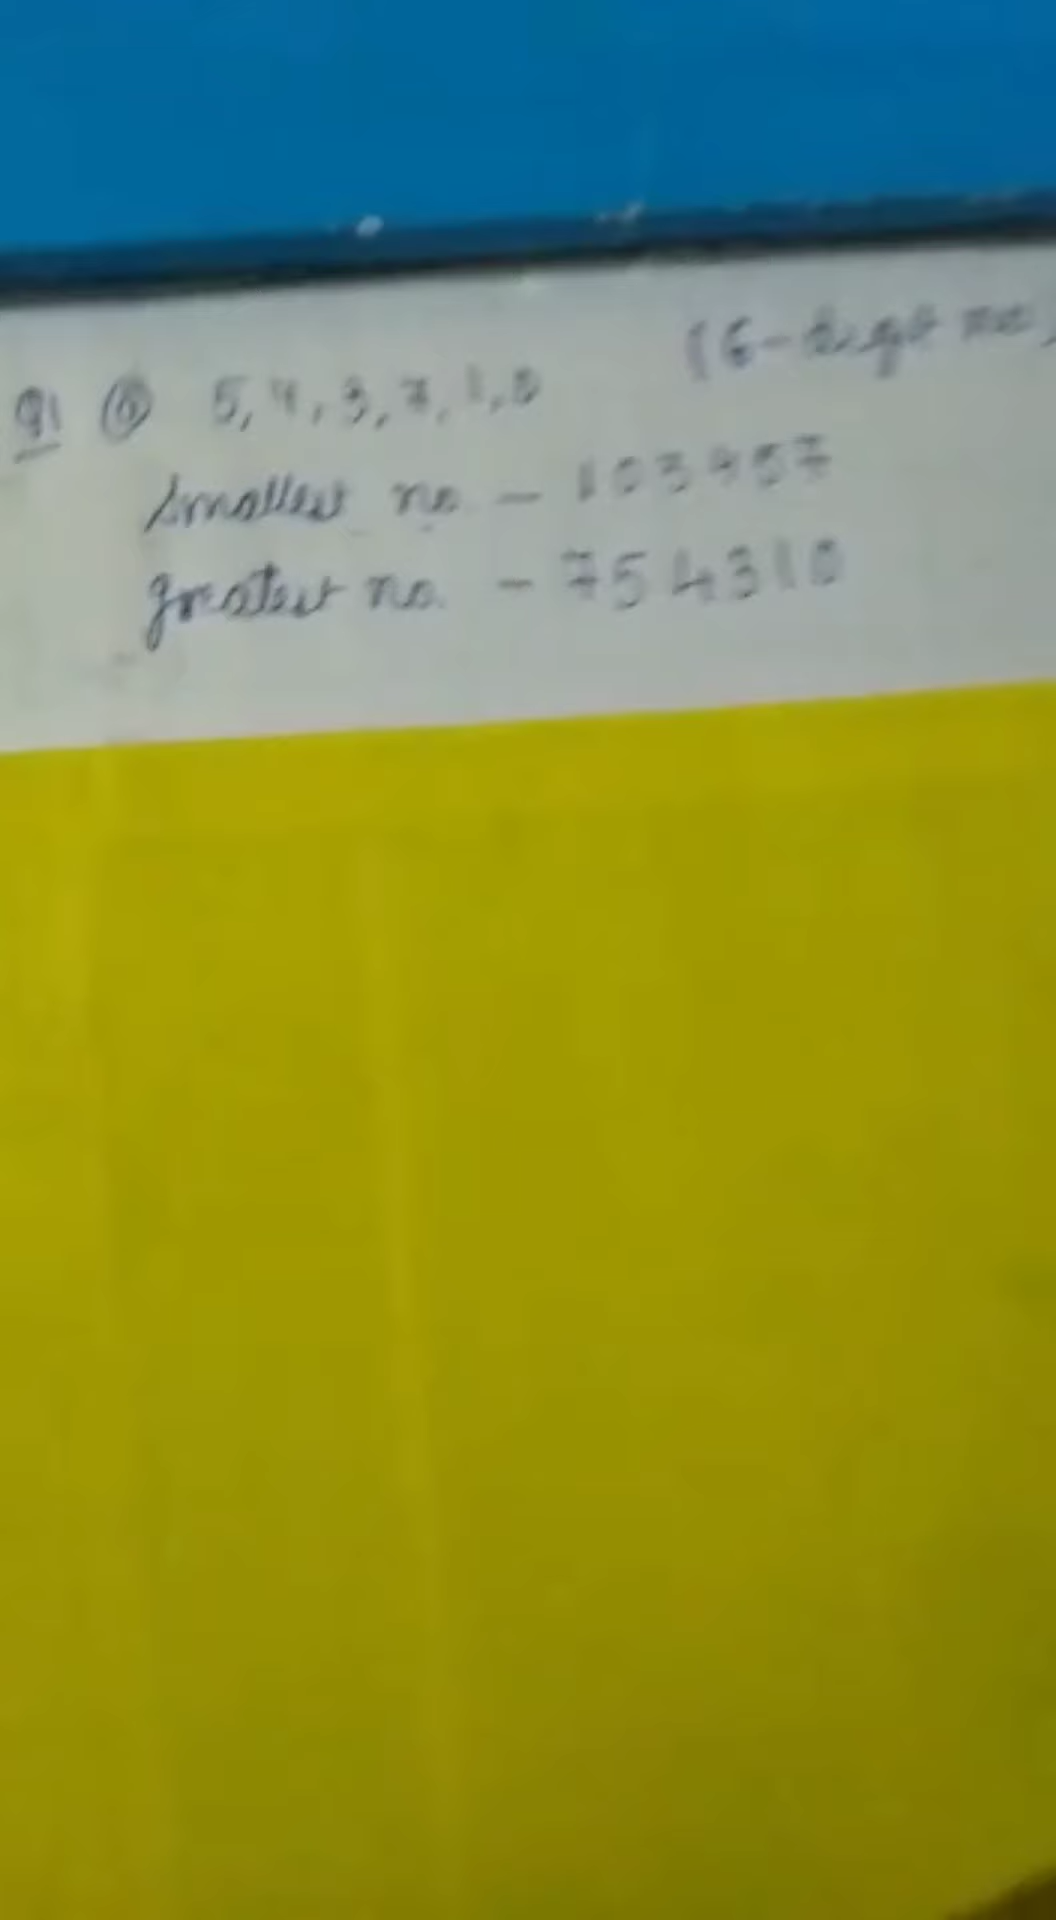 Q1 (a) 5, 4, 3, 7, 1, 0 (6-digit no.)
Smallest no. - 103457
greatest no. - 754310